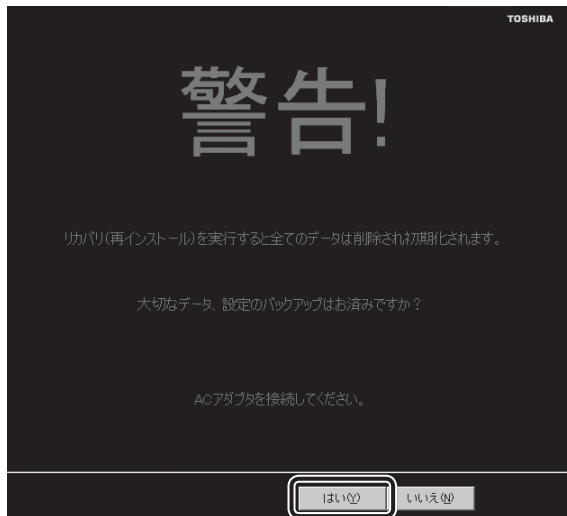 TOSHIBA
警告!
リカバリ(再インストール)を実行すると全てのデータは削除され初期化されます。
大切なデータ、設定のバックアップはお済みですか？
ACアダプタを接続してください。
はい(Y) いいえ(N)